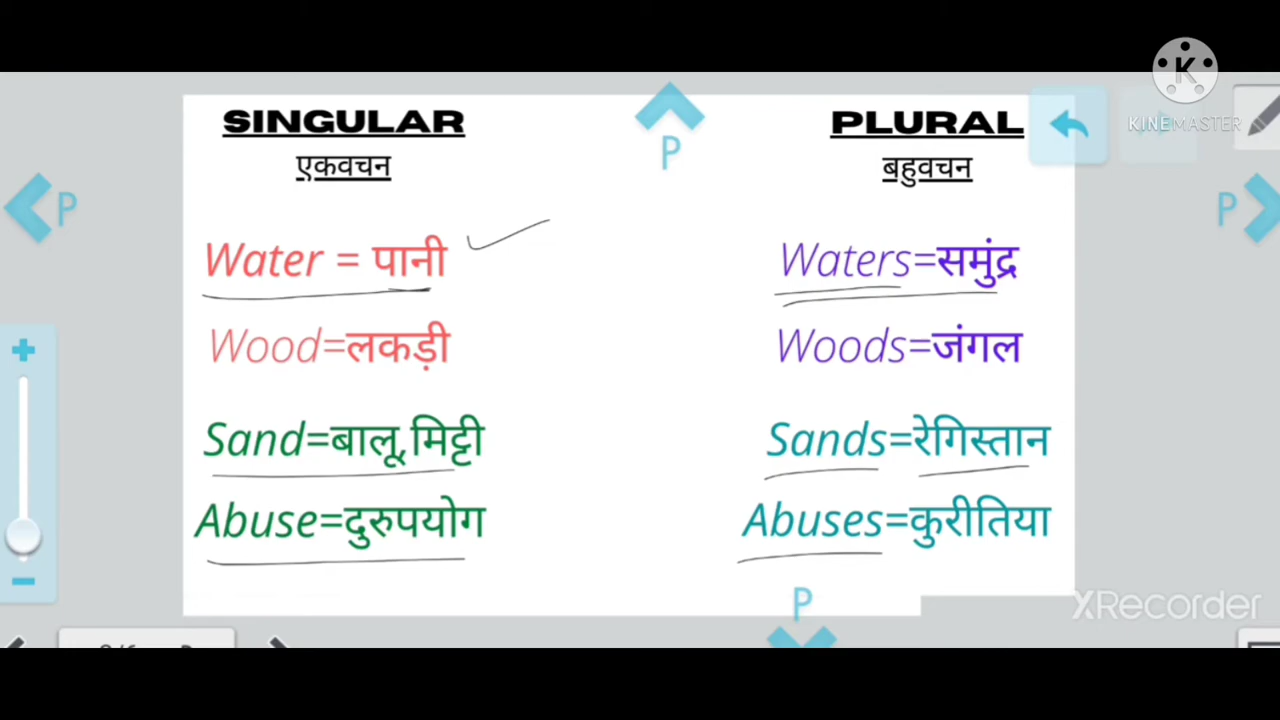 SINGULAR
एकवचन
PLURAL
बहुवचन
P
P
P
KINEMASTER
Water = पानी
Waters=समुंद्र
Wood=लकड़ी
Woods=जंगल
Sand=बालू,मिट्टी
Sands=रेगिस्तान
Abuse=दुरुपयोग
Abuses=कुरीतिया
P
XRecorder